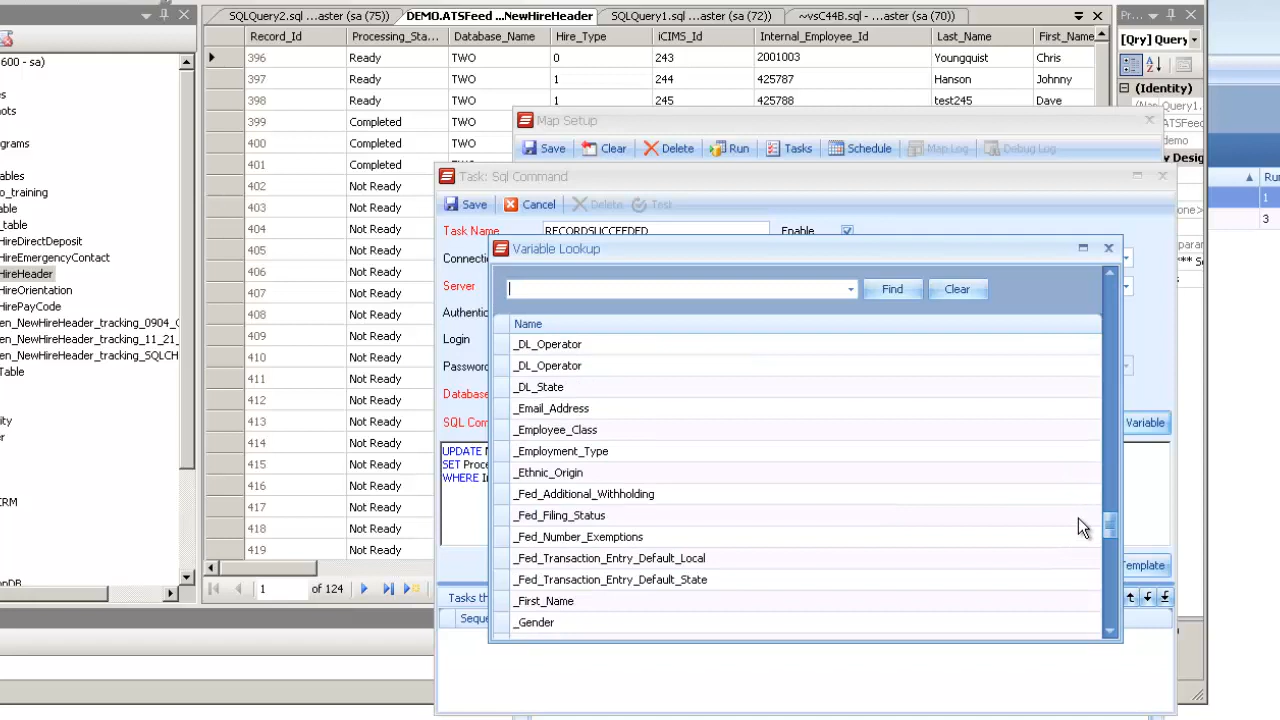 SQLQuery2.sql ...aster (sa (75)) DEMO.ATSFeed ...NewHireHeader SQLQuery1.sql ...aster (sa (72)) ~vsC44B.sql - ...aster (sa (70))
Pr...
600 - sa)
Record_Id Processing_Sta... Database_Name Hire_Type iCIMS_Id Internal_Employee_Id Last_Name First_Name
[Qry] Query
396 Ready TWO 0 243 2001003 Youngquist Chris
397 Ready TWO 1 244 425787 Hanson Johnny
398 Ready TWO 1 245 425788 test245 Dave
399 Completed
400 Completed
401 Completed
402 Not Ready
403 Not Ready
404 Not Ready
405 Not Ready
406 Not Ready
407 Not Ready
408 Not Ready
409 Not Ready
410 Not Ready
411 Not Ready
412 Not Ready
413 Not Ready
414 Not Ready
415 Not Ready
416 Not Ready
417 Not Ready
418 Not Ready
419 Not Ready
1 of 124
es
ots
grams
ables
o_training
able
_table
HireDirectDeposit
HireEmergencyContact
HireHeader
HireOrientation
HirePayCode
en_NewHireHeader_tracking_0904_
en_NewHireHeader_tracking_11_21_
en_NewHireHeader_tracking_SQLCH
Table
ity
er
CRM
(Identity)
Query1.
ATSFeed
demo
y Desig
one>
param
*** S
Run
1
3
Map Setup
Save Clear Delete Run Tasks Schedule Map Log Debug Log
Task: Sql Command
Save Cancel Delete Test
Task Name RECORDSUCCEEDED Enable
Connectio
Server
Authentic
Login
Password
Database
SQL Com
Variable
UPDATE
SET Proce
WHERE I
Template
Tasks th
Seque
Variable Lookup
Find Clear
Name
_DL_Operator
_DL_Operator
_DL_State
_Email_Address
_Employee_Class
_Employment_Type
_Ethnic_Origin
_Fed_Additional_Withholding
_Fed_Filing_Status
_Fed_Number_Exemptions
_Fed_Transaction_Entry_Default_Local
_Fed_Transaction_Entry_Default_State
_First_Name
_Gender